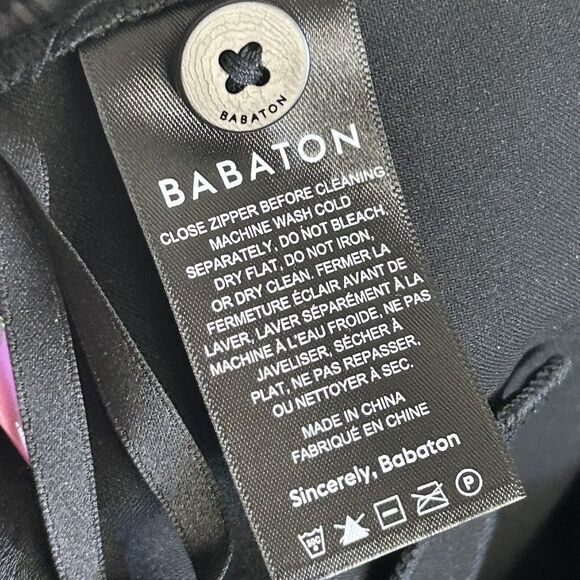 BABATON
BABATON
CLOSE ZIPPER BEFORE CLEANING
MACHINE WASH COLD
SEPARATELY, DO NOT BLEACH,
DRY FLAT, DO NOT IRON,
OR DRY CLEAN. FERMER LA
FERMETURE ÉCLAIR AVANT DE
LAVER, LAVER SÉPARÉMENT À LA
MACHINE À L'EAU FROIDE, NE PAS
JAVELISER, SÉCHER À
PLAT, NE PAS REPASSER,
OU NETTOYER À SEC.
MADE IN CHINA
FABRIQUÉ EN CHINE
Sincerely, Babaton
30C P